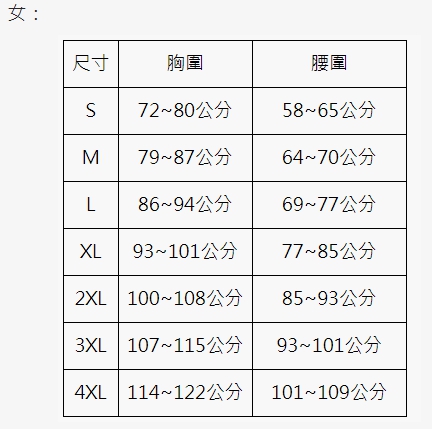 女：
尺寸 胸圍 腰圍
S 72~80公分 58~65公分
M 79~87公分 64~70公分
L 86~94公分 69~77公分
XL 93~101公分 77~85公分
2XL 100~108公分 85~93公分
3XL 107~115公分 93~101公分
4XL 114~122公分 101~109公分